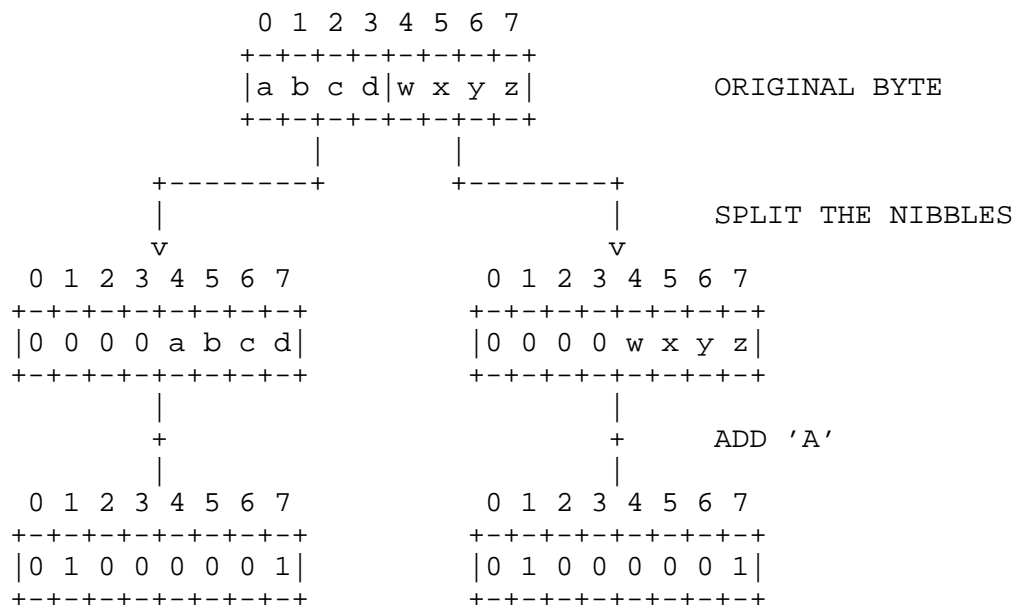 0 1 2 3 4 5 6 7
+-+-+-+-+-+-+-+-+
|a b c d|w x y z|          ORIGINAL BYTE
+-+-+-+-+-+-+-+-+
|       |
+--------+       +--------+
|                         |     SPLIT THE NIBBLES
v                         v
0 1 2 3 4 5 6 7           0 1 2 3 4 5 6 7
+-+-+-+-+-+-+-+-+         +-+-+-+-+-+-+-+-+
|0 0 0 0 a b c d|         |0 0 0 0 w x y z|
+-+-+-+-+-+-+-+-+         +-+-+-+-+-+-+-+-+
|                         |
+                         +     ADD ’A’
|                         |
0 1 2 3 4 5 6 7           0 1 2 3 4 5 6 7
+-+-+-+-+-+-+-+-+         +-+-+-+-+-+-+-+-+
|0 1 0 0 0 0 0 1|         |0 1 0 0 0 0 0 1|
+-+-+-+-+-+-+-+-+         +-+-+-+-+-+-+-+-+